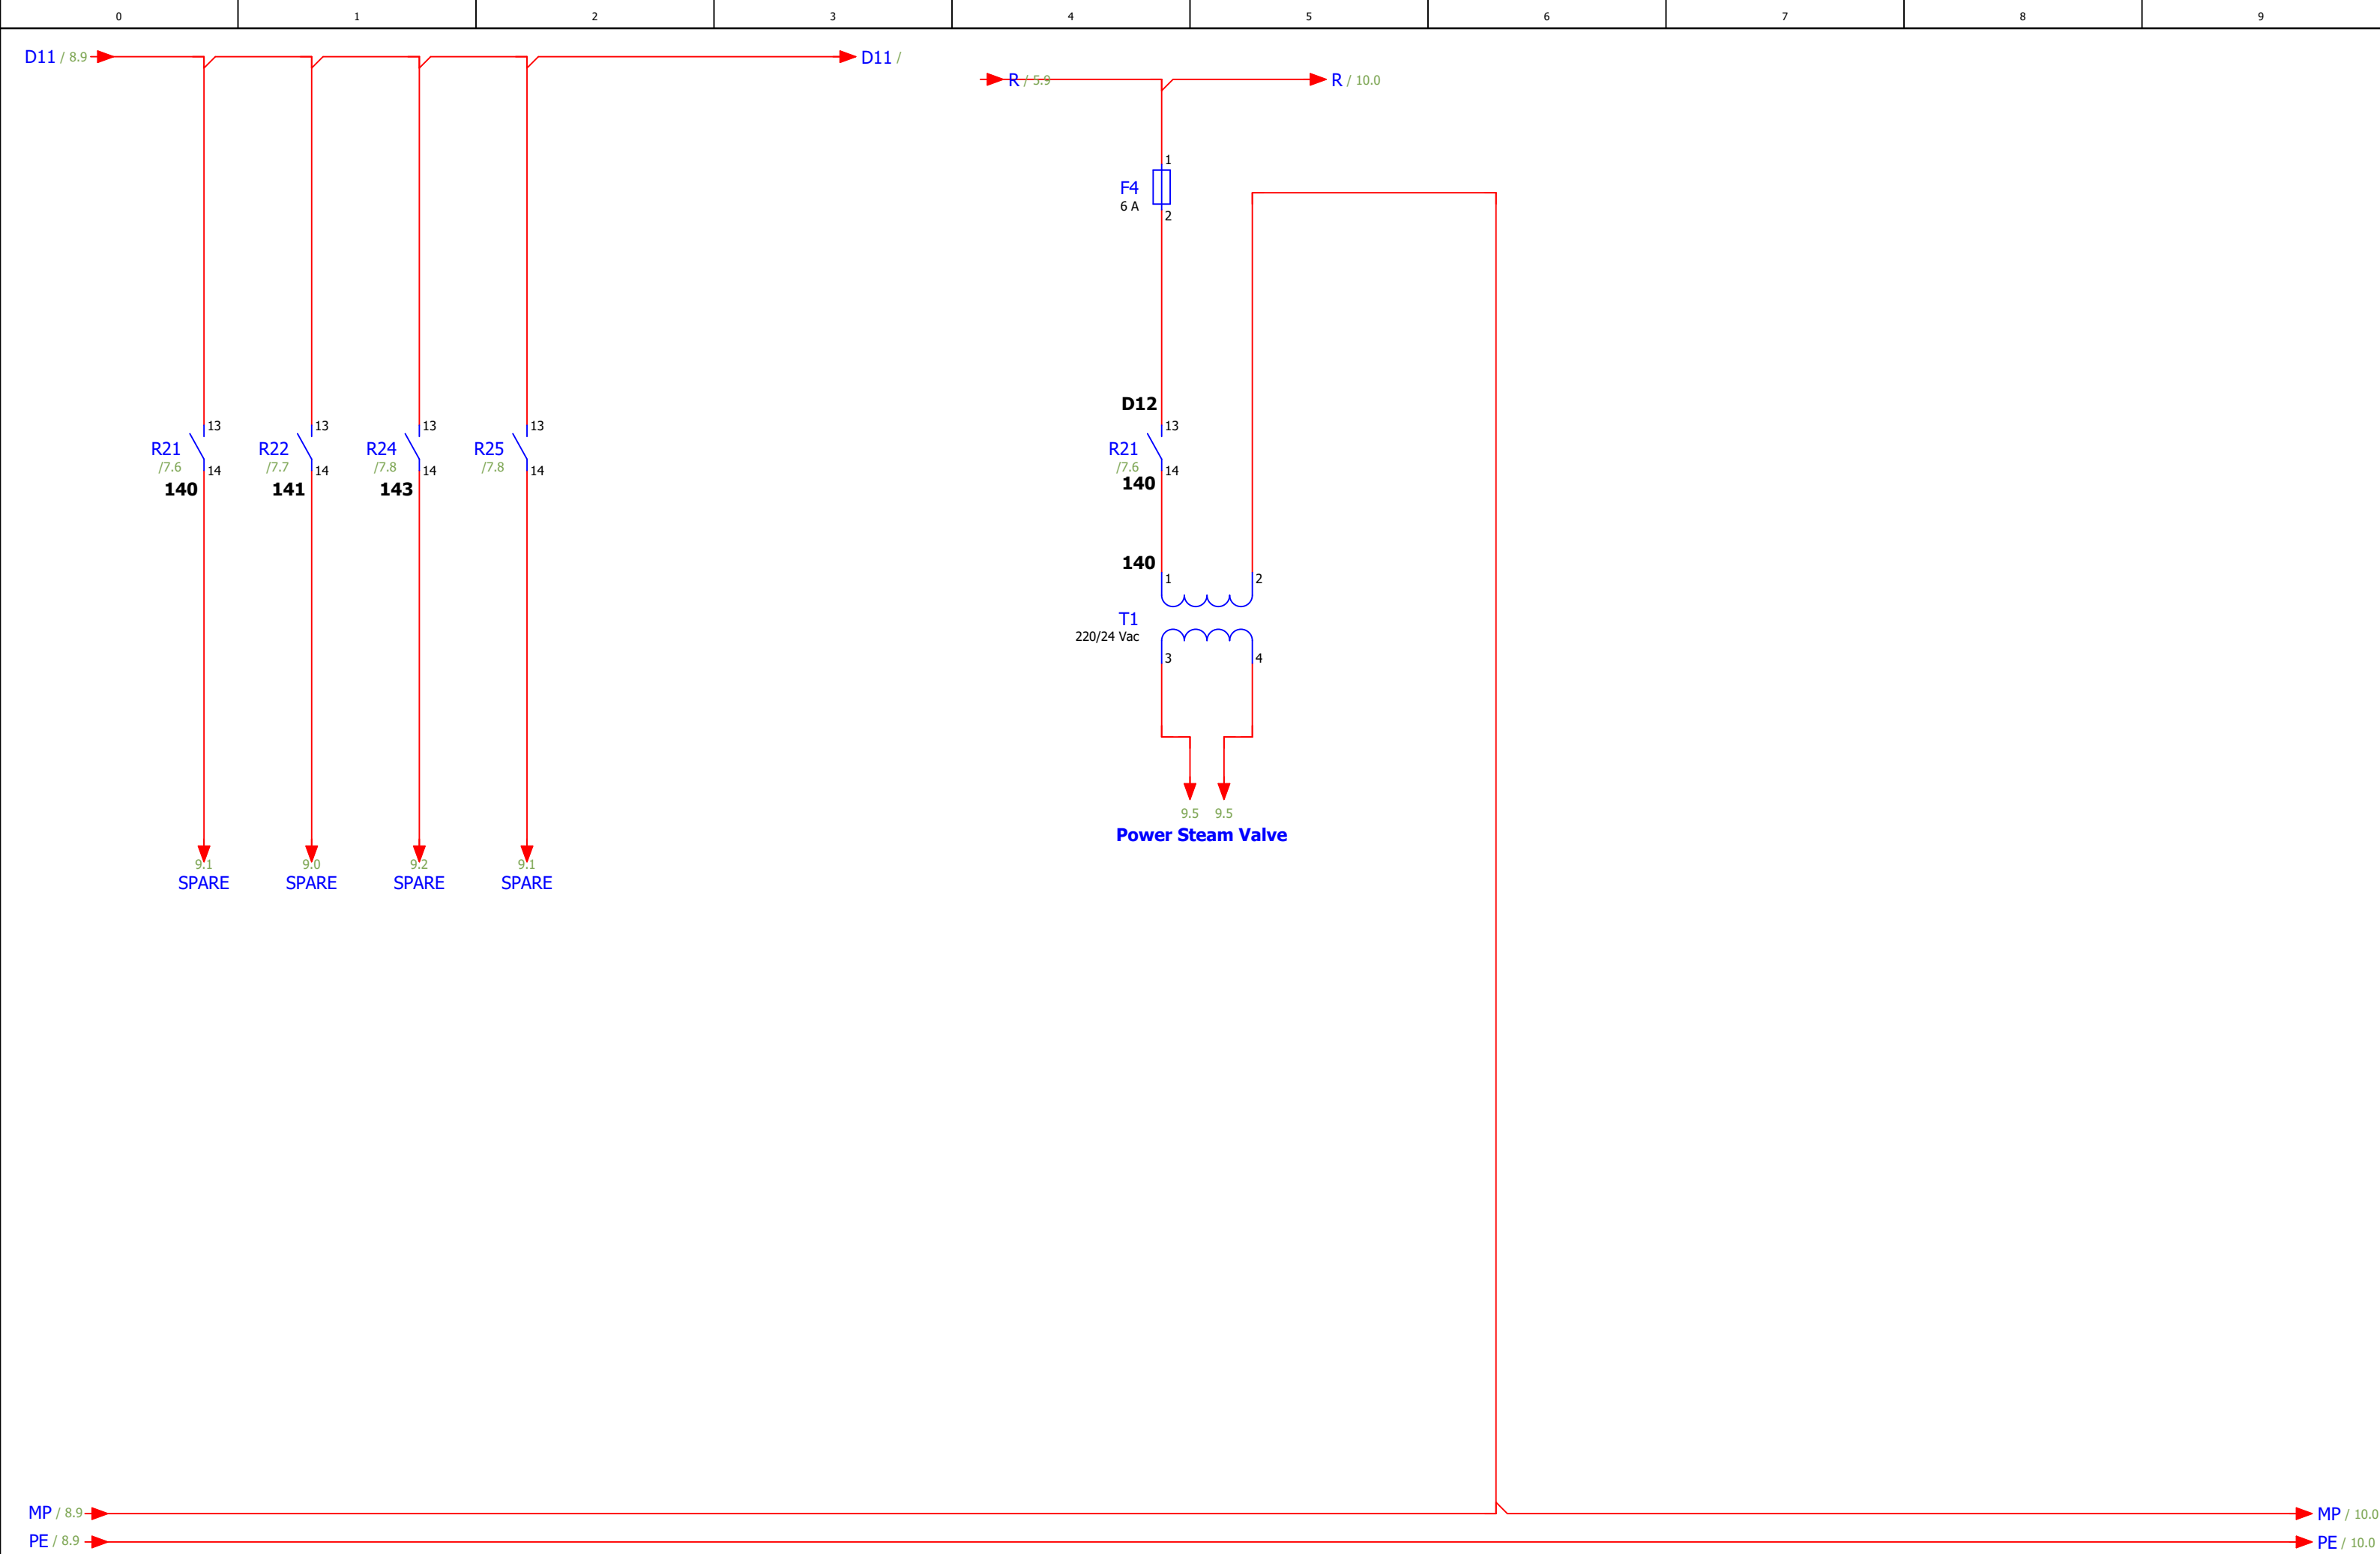 0 1 2 3 4 5 6 7 8 9
D11 / 8.9
D11 /
R / 5.9
R / 10.0
1
F4
6 A
2
D12
13 13 13 13 13
R21 R22 R24 R25 R21
/7.6 /7.7 /7.8 /7.8 /7.6
14 14 14 14 14
140 141 143 140
140
1 2
T1
220/24 Vac
3 4
9.5 9.5
Power Steam Valve
9.1 9.0 9.2 9.1
SPARE SPARE SPARE SPARE
MP / 8.9
MP / 10.0
PE / 8.9
PE / 10.0